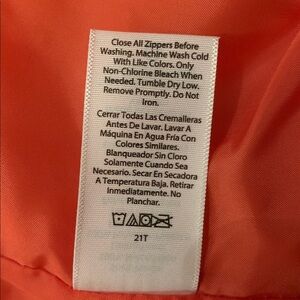 Close All Zippers Before
Washing. Machine Wash Cold
With Like Colors. Only
Non-Chlorine Bleach When
Needed. Tumble Dry Low.
Remove Promptly. Do Not
Iron.
Cerrar Todas Las Cremalleras
Antes De Lavar. Lavar A
Máquina En Agua Fría Con
Colores Similares.
Blanqueador Sin Cloro
Solamente Cuando Sea
Necesario. Secar En Secadora
A Temperatura Baja. Retirar
Inmediatamente. No
Planchar.
21T